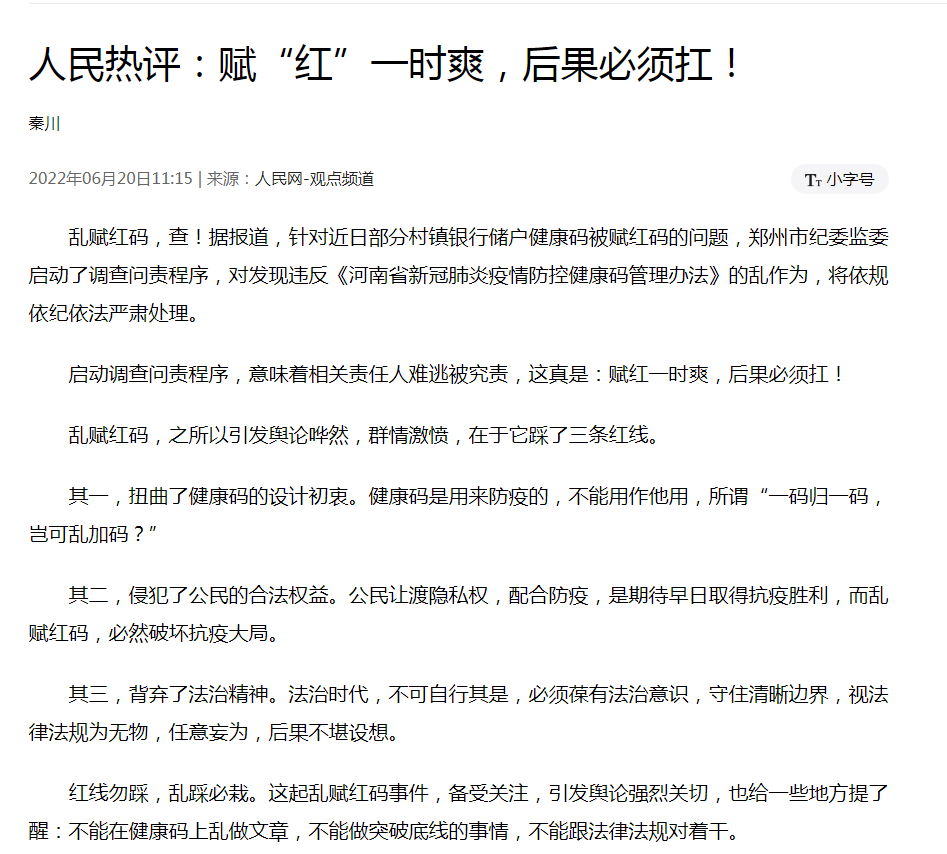 人民热评：赋“红”一时爽，后果必须扛！
秦川
2022年06月20日11:15 | 来源：人民网-观点频道
TT 小字号
乱赋红码，查！据报道，针对近日部分村镇银行储户健康码被赋红码的问题，郑州市纪委监委
启动了调查问责程序，对发现违反《河南省新冠肺炎疫情防控健康码管理办法》的乱作为，将依规
依纪依法严肃处理。
启动调查问责程序，意味着相关责任人难逃被究责，这真是：赋红一时爽，后果必须扛！
乱赋红码，之所以引发舆论哗然，群情激愤，在于它踩了三条红线。
其一，扭曲了健康码的设计初衷。健康码是用来防疫的，不能用作他用，所谓“一码归一码，
岂可乱加码？”
其二，侵犯了公民的合法权益。公民让渡隐私权，配合防疫，是期待早日取得抗疫胜利，而乱
赋红码，必然破坏抗疫大局。
其三，背弃了法治精神。法治时代，不可自行其是，必须葆有法治意识，守住清晰边界，视法
律法规为无物，任意妄为，后果不堪设想。
红线勿踩，乱踩必栽。这起乱赋红码事件，备受关注，引发舆论强烈关切，也给一些地方提了
醒：不能在健康码上乱做文章，不能做突破底线的事情，不能跟法律法规对着干。